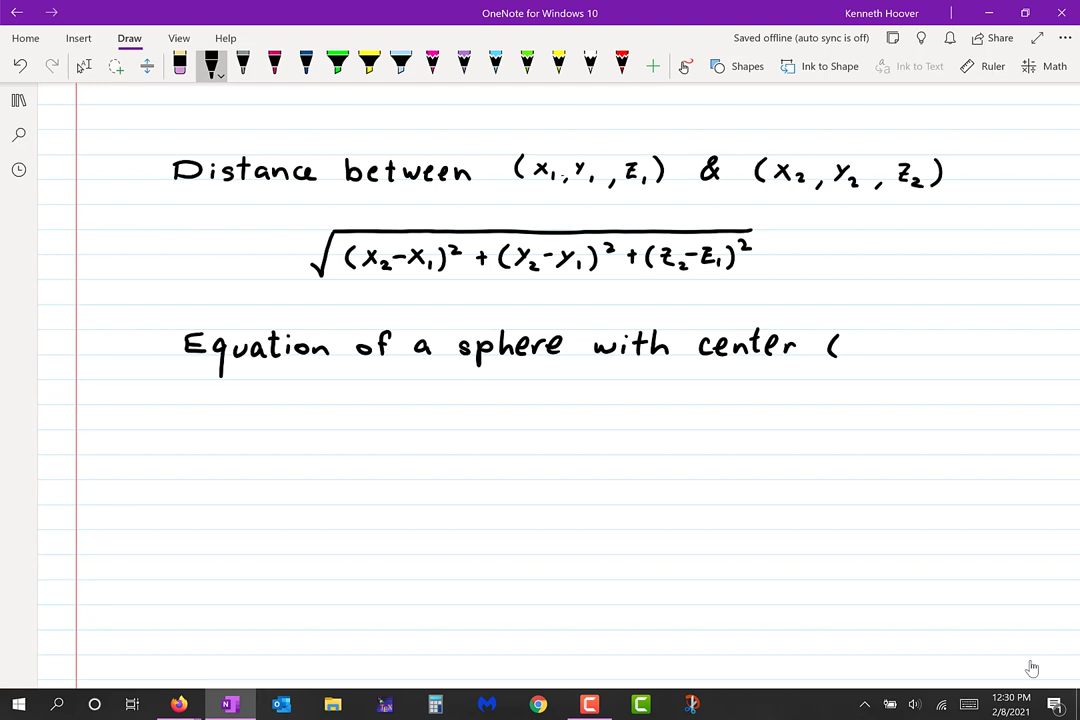 OneNote for Windows 10
Kenneth Hoover
Home Insert Draw View Help
Saved offline (auto sync is off) Share
Shapes Ink to Shape Ink to Text Ruler Math
Distance between (x₁, y₁, z₁) & (x₂, y₂, z₂)
√(x₂-x₁)² + (y₂-y₁)² + (z₂-z₁)²
Equation of a sphere with center (
12:30 PM
2/8/2021
1